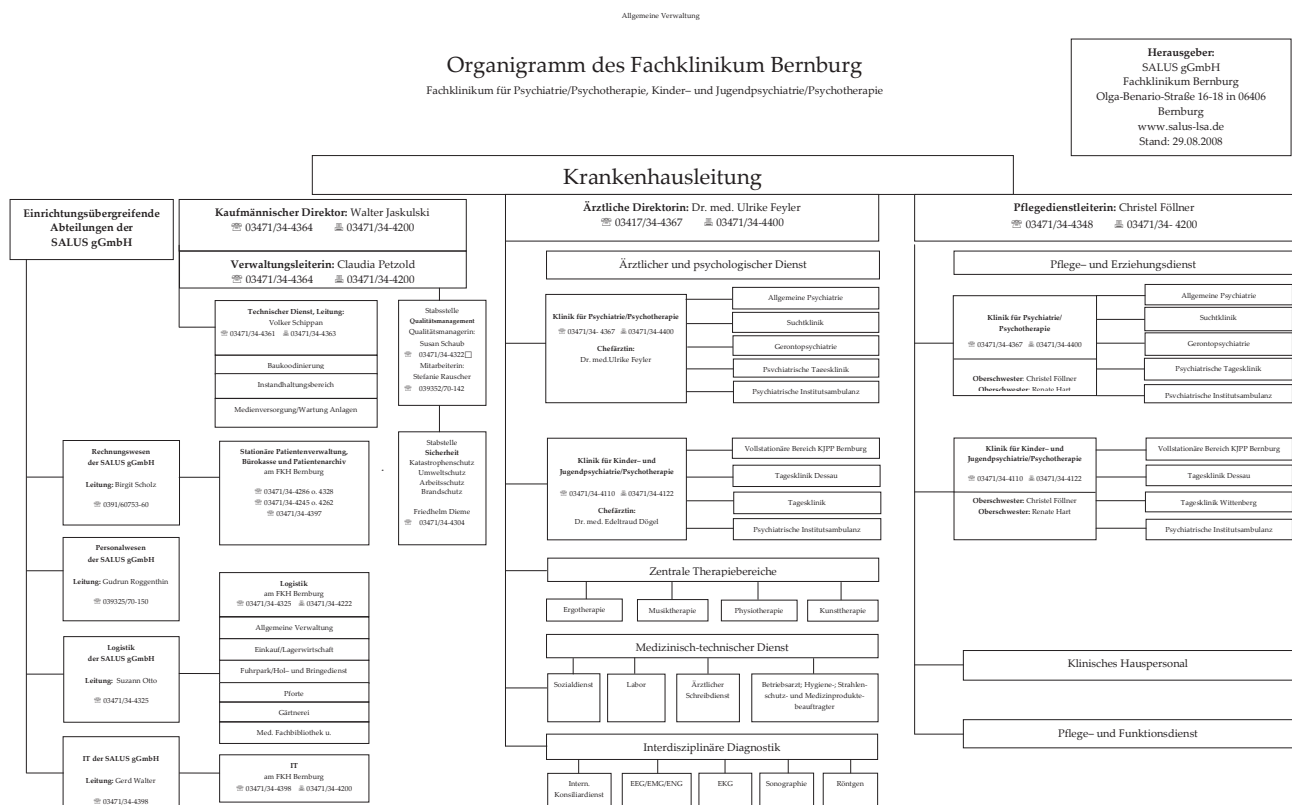 Allgemeine Verwaltung
Organigramm des Fachklinikum Bernburg
Fachklinikum für Psychiatrie/Psychotherapie, Kinder– und Jugendpsychiatrie/Psychotherapie
Herausgeber:
SALUS gGmbH
Fachklinikum Bernburg
Olga-Benario-Straße 16-18 in 06406
Bernburg
www.salus-lsa.de
Stand: 29.08.2008
Krankenhausleitung
Einrichtungsübergreifende
Abteilungen der
SALUS gGmbH
Kaufmännischer Direktor: Walter Jaskulski
☏ 03471/34-4364 03471/34-4200
Verwaltungsleiterin: Claudia Petzold
☏ 03471/34-4364 03471/34-4200
Technischer Dienst, Leitung:
Volker Schippan
☏ 03471/34-4361 03471/34-4363
Baukoodinierung
Instandhaltungsbereich
Medienversorgung/Wartung Anlagen
Stabsstelle
Qualitätsmanagement
Qualitätsmanagerin:
Susan Schaub
☏ 03471/34-4322
Mitarbeiterin:
Stefanie Rauscher
☏ 039352/70-142
Rechnungswesen
der SALUS gGmbH
Leitung: Birgit Scholz
☏ 0391/60753-60
Stationäre Patientenverwaltung,
Bürokasse und Patientenarchiv
am FKH Bernburg
☏ 03471/34-4286 o. 4328
☏ 03471/34-4245 o. 4262
☏ 03471/34-4397
Stabstelle
Sicherheit
Katastrophenschutz
Umweltschutz
Arbeitsschutz
Brandschutz
Friedhelm Dieme
☏ 03471/34-4304
Personalwesen
der SALUS gGmbH
Leitung: Gudrun Roggenthin
☏ 039325/70-150
Logistik
der SALUS gGmbH
Leitung: Suzann Otto
☏ 03471/34-4325
Logistik
am FKH Bernburg
☏ 03471/34-4325 03471/34-4222
Allgemeine Verwaltung
Einkauf/Lagerwirtschaft
Fuhrpark/Hol– und Bringedienst
Pforte
Gärtnerei
Med. Fachbibliothek u.
IT der SALUS gGmbH
Leitung: Gerd Walter
☏ 03471/34-4398
IT
am FKH Bernburg
☏ 03471/34-4398 03471/34-4200
Ärztliche Direktorin: Dr. med. Ulrike Feyler
☏ 03417/34-4367 03471/34-4400
Ärztlicher und psychologischer Dienst
Klinik für Psychiatrie/Psychotherapie
☏ 03471/34- 4367 03471/34-4400
Chefärztin:
Dr. med.Ulrike Feyler
Allgemeine Psychiatrie
Suchtklinik
Gerontopsychiatrie
Psychiatrische Tagesklinik
Psychiatrische Institutsambulanz
Klinik für Kinder– und
Jugendpsychiatrie/Psychotherapie
☏ 03471/34-4110 03471/34-4122
Chefärztin:
Dr. med. Edeltraud Dögel
Vollstationäre Bereich KJPP Bernburg
Tagesklinik Dessau
Tagesklinik
Psychiatrische Institutsambulanz
Zentrale Therapiebereiche
Ergotherapie
Musiktherapie
Physiotherapie
Kunsttherapie
Medizinisch-technischer Dienst
Sozialdienst
Labor
Ärztlicher
Schreibdienst
Betriebsarzt; Hygiene-; Strahlen-
schutz- und Medizinprodukte-
beauftragter
Interdisziplinäre Diagnostik
Intern.
Konsiliardienst
EEG/EMG/ENG
EKG
Sonographie
Röntgen
Pflegedienstleiterin: Christel Föllner
☏ 03471/34-4348 03471/34- 4200
Pflege– und Erziehungsdienst
Klinik für Psychiatrie/
Psychotherapie
☏ 03471/34-4367 03471/34-4400
Oberschwester: Christel Föllner
Oberschwester: Renate Hart
Allgemeine Psychiatrie
Suchtklinik
Gerontopsychiatrie
Psychiatrische Tagesklinik
Psychiatrische Institutsambulanz
Klinik für Kinder– und
Jugendpsychiatrie/Psychotherapie
☏ 03471/34-4110 03471/34-4122
Oberschwester: Christel Föllner
Oberschwester: Renate Hart
Vollstationäre Bereich KJPP Bernburg
Tagesklinik Dessau
Tagesklinik Wittenberg
Psychiatrische Institutsambulanz
Klinisches Hauspersonal
Pflege– und Funktionsdienst